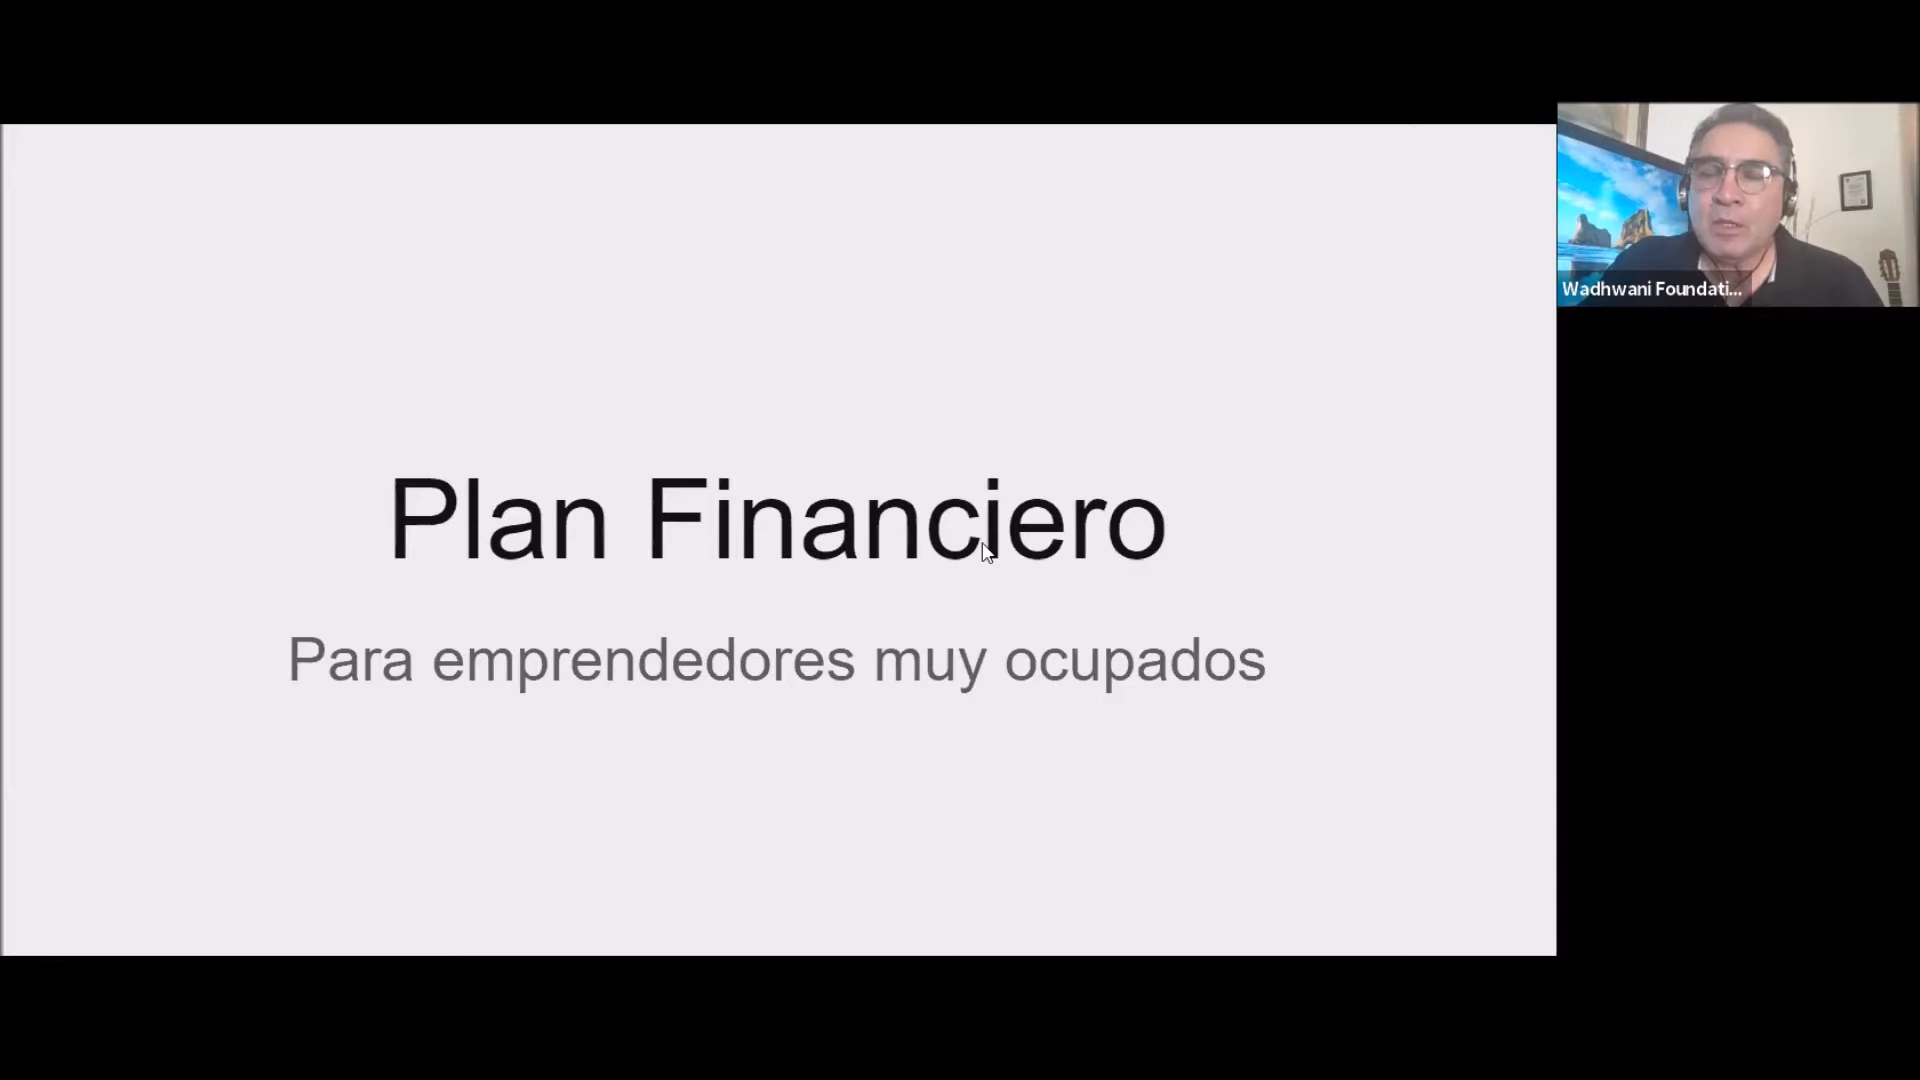 Plan Financiero
Para emprendedores muy ocupados
Wadhwani Foundati...